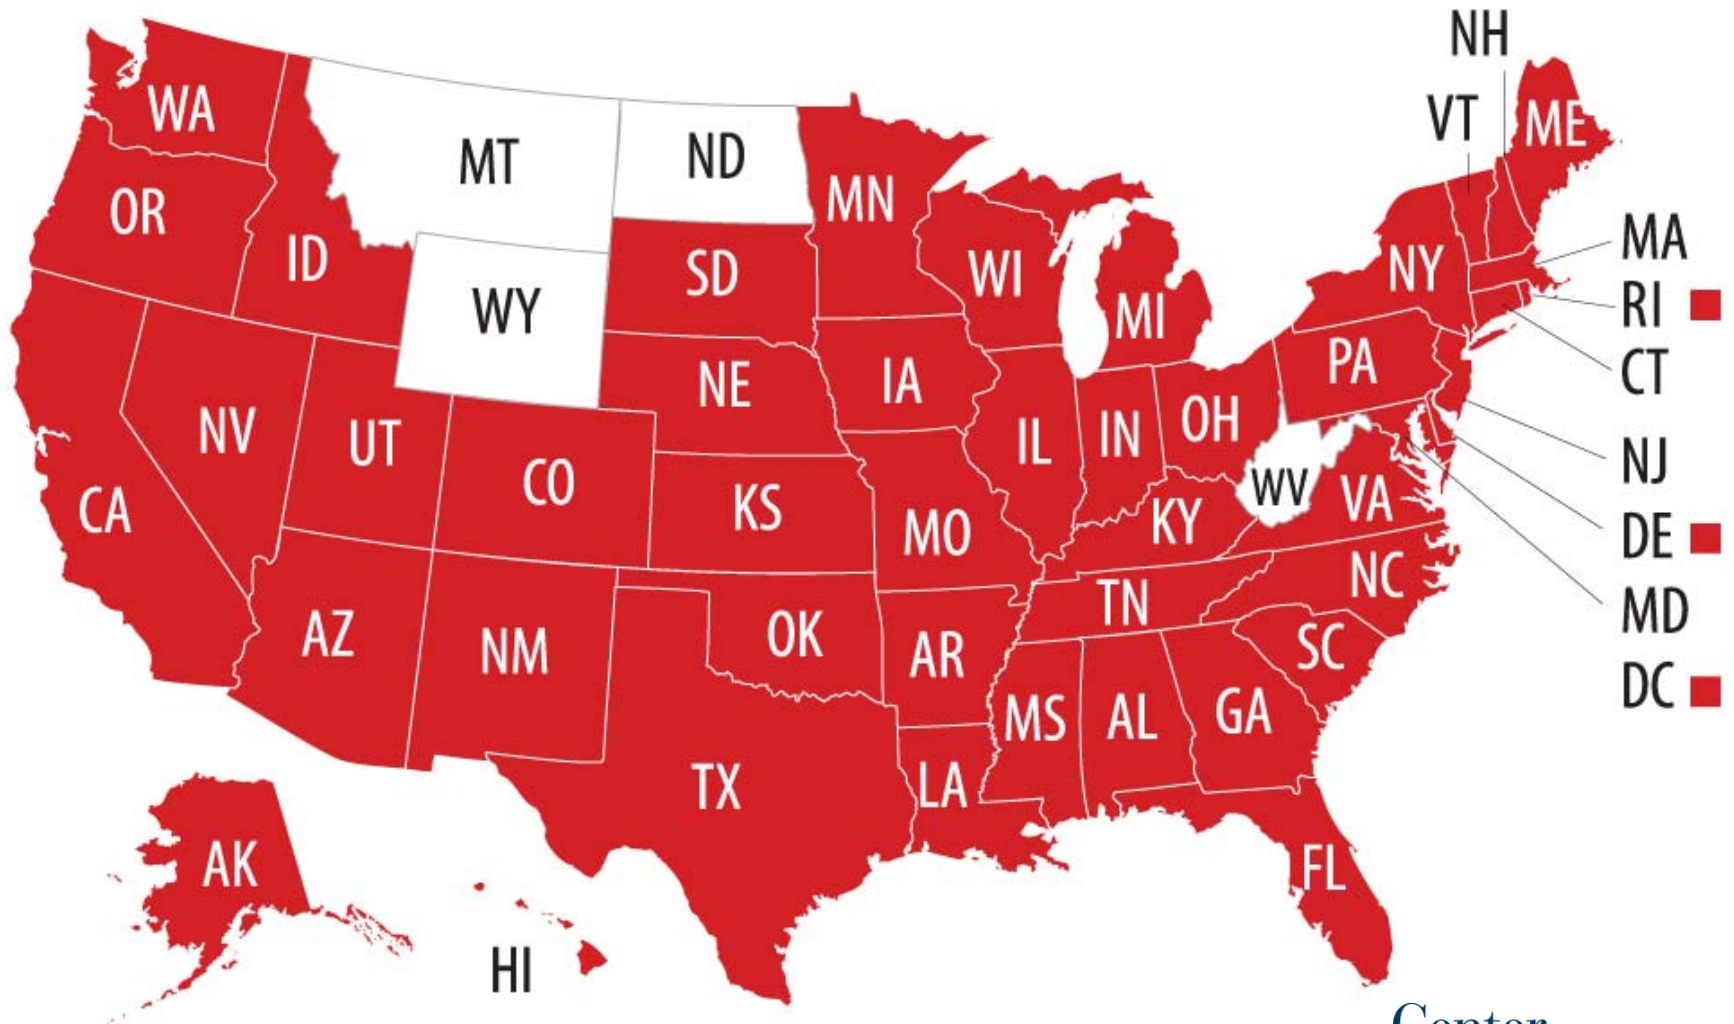 NH
VT
ME
WA
MT
ND
MN
OR
ID
SD
WI
MI
NY
MA
RI
CT
WY
NE
IA
PA
NV
UT
CO
IL
IN
OH
NJ
CA
KS
MO
KY
WV
VA
DE
MD
AZ
NM
OK
AR
TN
NC
SC
DC
TX
LA
MS
AL
GA
FL
AK
HI
Center